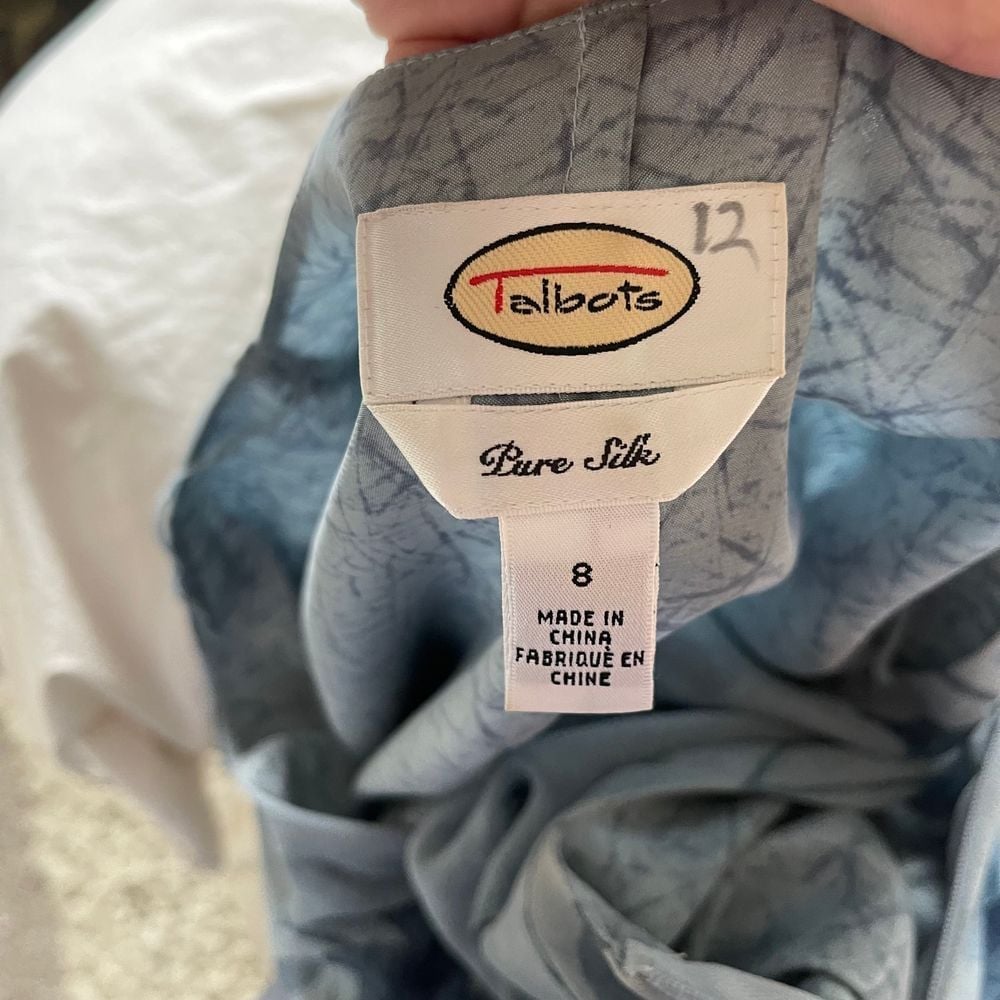 12
Talbots
Pure Silk
8
MADE IN
CHINA
FABRIQUÈ EN
CHINE